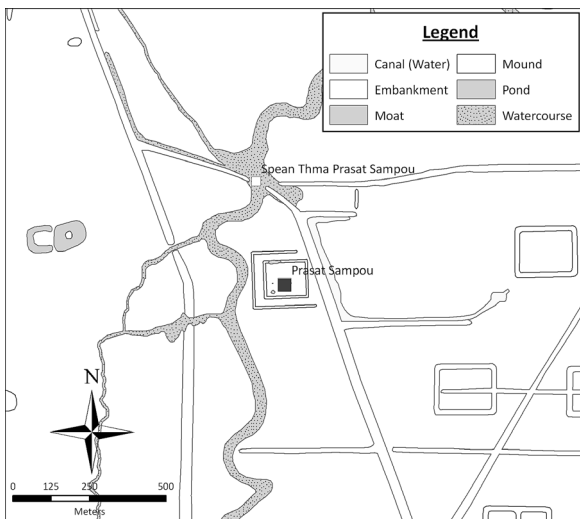 Legend
Canal (Water) Mound
Embankment Pond
Moat Watercourse
Spean Thma Prasat Sampou
Prasat Sampou
N
0 125 250 500
Meters